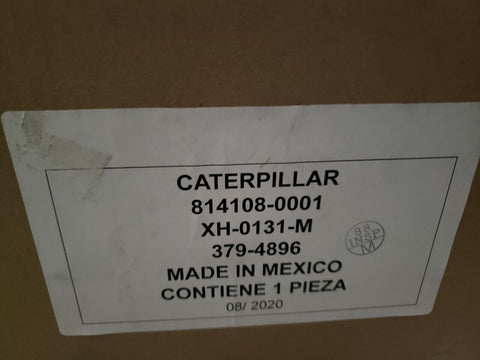 CATERPILLAR
814108-0001
XH-0131-M
379-4896
MADE IN MEXICO
CONTIENE 1 PIEZA
08/ 2020